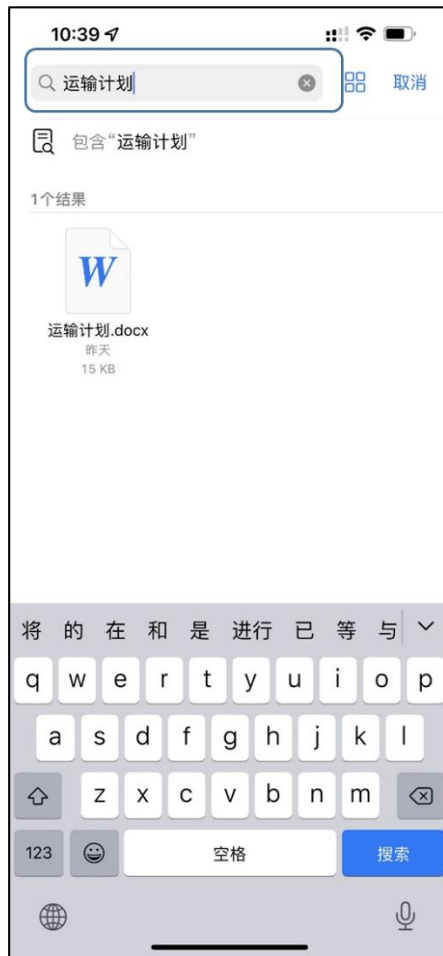 10:39
运输计划
取消
包含“运输计划”
1个结果
W
运输计划.docx
昨天
15 KB
将 的 在 和 是 进行 已 等 与
q w e r t y u i o p
a s d f g h j k l
z x c v b n m
123 空格 搜索